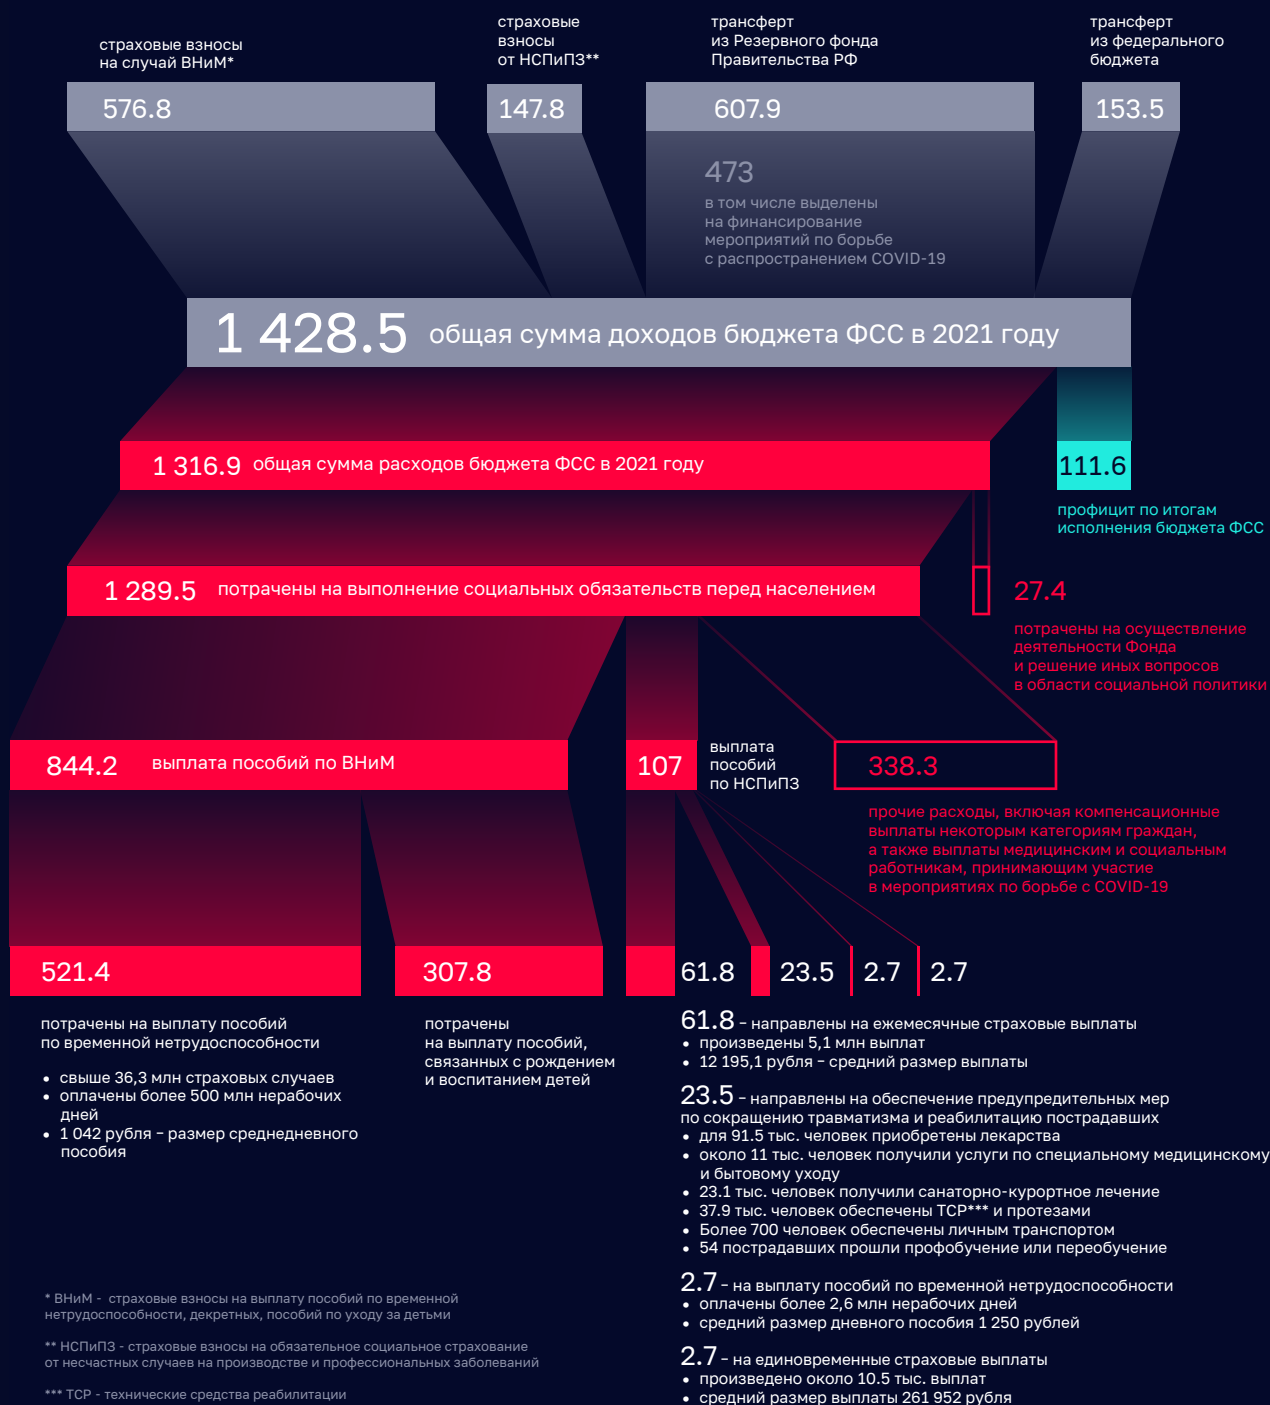 страховые взносы
на случай ВНиМ*
576.8
страховые
взносы
от НСПиПЗ**
147.8
трансферт
из Резервного фонда
Правительства РФ
607.9
трансферт
из федерального
бюджета
153.5
473
в том числе выделены
на финансирование
мероприятий по борьбе
с распространением COVID-19
1 428.5 общая сумма доходов бюджета ФСС в 2021 году
1 316.9 общая сумма расходов бюджета ФСС в 2021 году
111.6
профицит по итогам
исполнения бюджета ФСС
1 289.5 потрачены на выполнение социальных обязательств перед населением
27.4
потрачены на осуществление
деятельности Фонда
и решение иных вопросов
в области социальной политики
844.2 выплата пособий по ВНиМ
107
выплата
пособий
по НСПиПЗ
338.3
прочие расходы, включая компенсационные
выплаты некоторым категориям граждан,
а также выплаты медицинским и социальным
работникам, принимающим участие
в мероприятиях по борьбе с COVID-19
521.4
потрачены на выплату пособий
по временной нетрудоспособности
• свыше 36,3 млн страховых случаев
• оплачены более 500 млн нерабочих
дней
• 1 042 рубля – размер среднедневного
пособия
307.8
потрачены
на выплату пособий,
связанных с рождением
и воспитанием детей
61.8 23.5 2.7 2.7
61.8 – направлены на ежемесячные страховые выплаты
• произведены 5,1 млн выплат
• 12 195,1 рубля – средний размер выплаты
23.5 – направлены на обеспечение предупредительных мер
по сокращению травматизма и реабилитацию пострадавших
• для 91.5 тыс. человек приобретены лекарства
• около 11 тыс. человек получили услуги по специальному медицинскому
и бытовому уходу
• 23.1 тыс. человек получили санаторно-курортное лечение
• 37.9 тыс. человек обеспечены ТСР*** и протезами
• Более 700 человек обеспечены личным транспортом
• 54 пострадавших прошли профобучение или переобучение
2.7 – на выплату пособий по временной нетрудоспособности
• оплачены более 2,6 млн нерабочих дней
• средний размер дневного пособия 1 250 рублей
2.7 – на единовременные страховые выплаты
• произведено около 10.5 тыс. выплат
• средний размер выплаты 261 952 рубля
* ВНиМ - страховые взносы на выплату пособий по временной
нетрудоспособности, декретных, пособий по уходу за детьми
** НСПиПЗ - страховые взносы на обязательное социальное страхование
от несчастных случаев на производстве и профессиональных заболеваний
*** ТСР - технические средства реабилитации